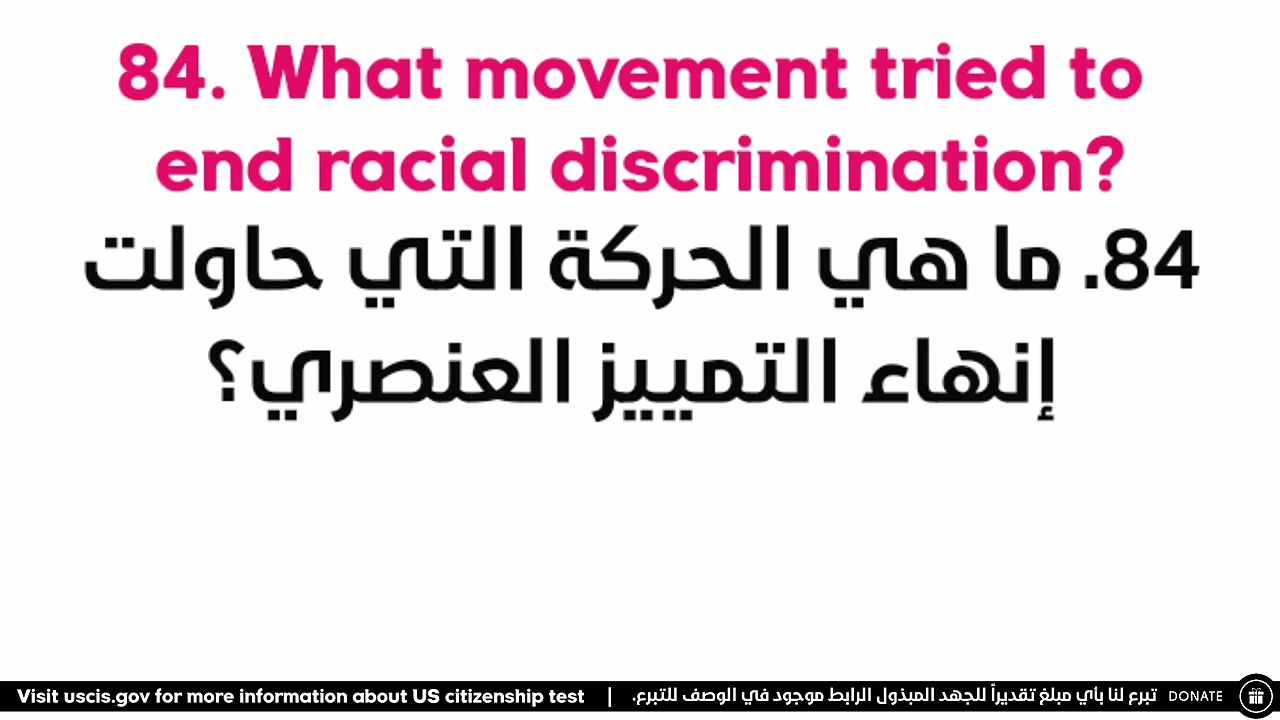 84. What movement tried to
end racial discrimination?
84. ما هي الحركة التي حاولت
إنهاء التمييز العنصري؟
Visit uscis.gov for more information about US citizenship test | تبرع لنا بأي مبلغ تقديراً للجهد المبذول الرابط موجود في الوصف للتبرع. DONATE